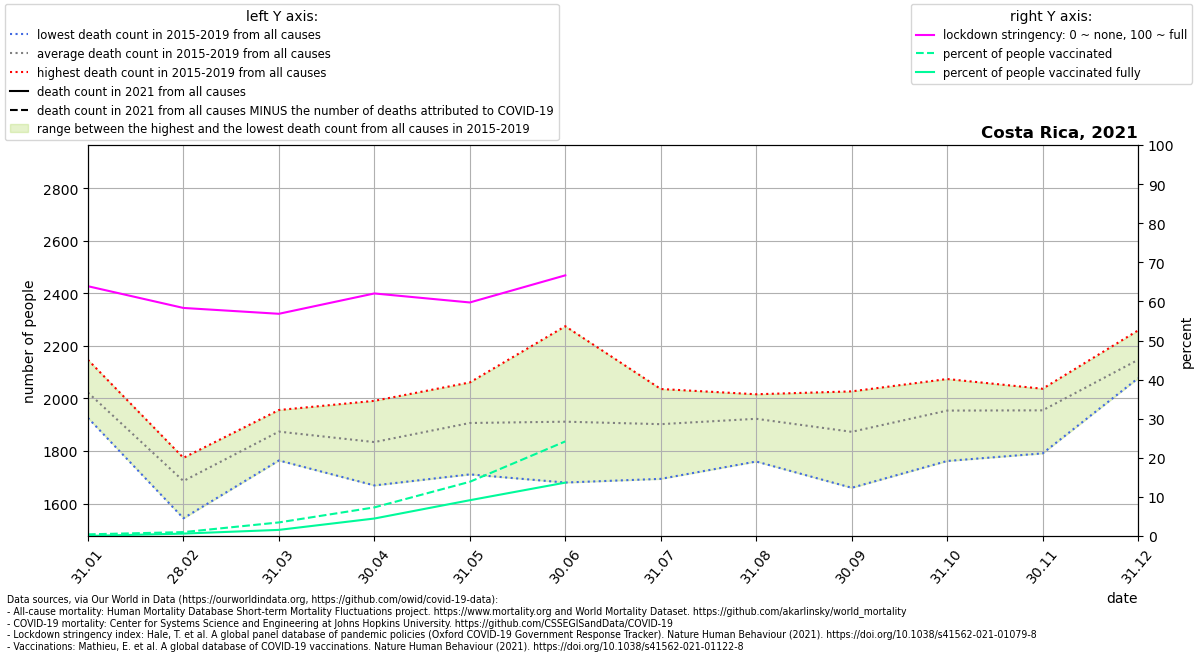 left Y axis:
lowest death count in 2015-2019 from all causes
average death count in 2015-2019 from all causes
highest death count in 2015-2019 from all causes
death count in 2021 from all causes
death count in 2021 from all causes MINUS the number of deaths attributed to COVID-19
range between the highest and the lowest death count from all causes in 2015-2019
right Y axis:
lockdown stringency: 0 ~ none, 100 ~ full
percent of people vaccinated
percent of people vaccinated fully
Costa Rica, 2021
number of people
2800
2600
2400
2200
2000
1800
1600
100
90
80
70
60
50
40
30
20
10
0
percent
31.01
28.02
31.03
30.04
31.05
30.06
31.07
31.08
30.09
31.10
30.11
31.12
date
Data sources, via Our World in Data (https://ourworldindata.org, https://github.com/owid/covid-19-data):
- All-cause mortality: Human Mortality Database Short-term Mortality Fluctuations project. https://www.mortality.org and World Mortality Dataset. https://github.com/akarlinsky/world_mortality
- COVID-19 mortality: Center for Systems Science and Engineering at Johns Hopkins University. https://github.com/CSSEGISandData/COVID-19
- Lockdown stringency index: Hale, T. et al. A global panel database of pandemic policies (Oxford COVID-19 Government Response Tracker). Nature Human Behaviour (2021). https://doi.org/10.1038/s41562-021-01079-8
- Vaccinations: Mathieu, E. et al. A global database of COVID-19 vaccinations. Nature Human Behaviour (2021). https://doi.org/10.1038/s41562-021-01122-8